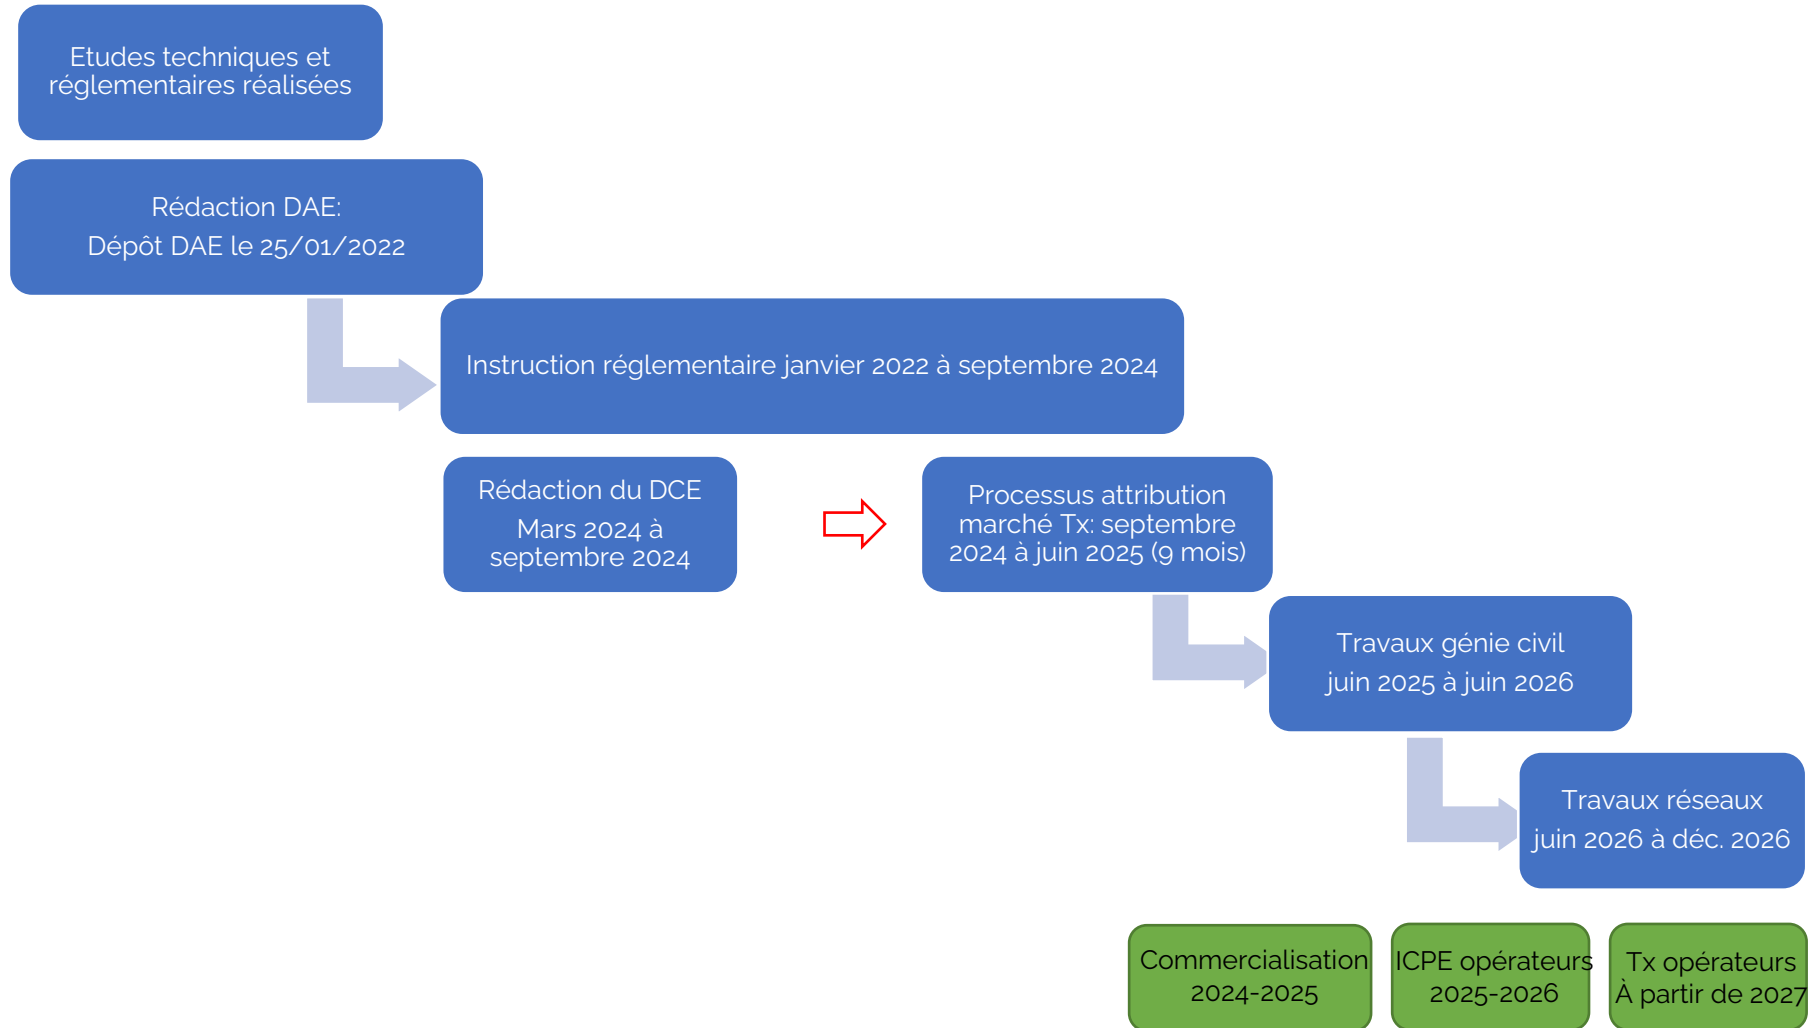 Etudes techniques et
réglementaires réalisées
Rédaction DAE:
Dépôt DAE le 25/01/2022
Instruction réglementaire janvier 2022 à septembre 2024
Rédaction du DCE
Mars 2024 à
septembre 2024
Processus attribution
marché Tx: septembre
2024 à juin 2025 (9 mois)
Travaux génie civil
juin 2025 à juin 2026
Travaux réseaux
juin 2026 à déc. 2026
Commercialisation
2024-2025
ICPE opérateurs
2025-2026
Tx opérateurs
À partir de 2027